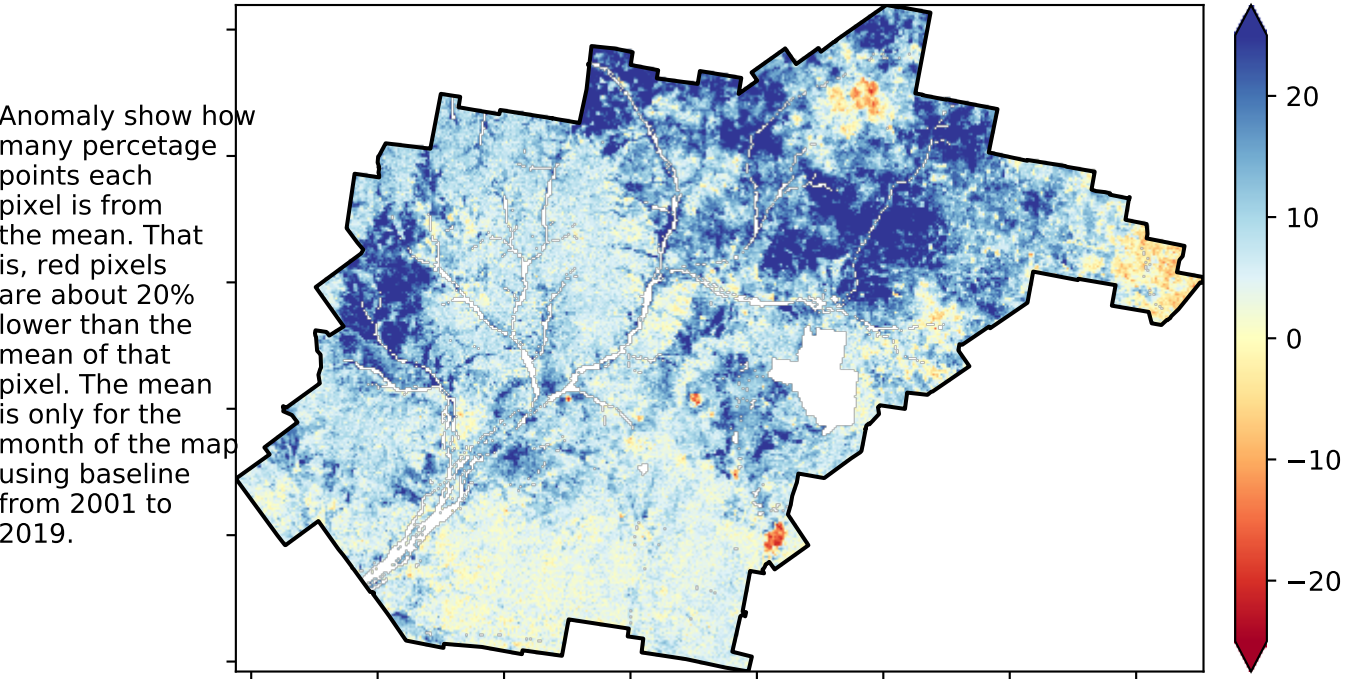 Anomaly show how
many percetage
points each
pixel is from
the mean. That
is, red pixels
are about 20%
lower than the
mean of that
pixel. The mean
is only for the
month of the map
using baseline
from 2001 to
2019.
20
10
0
−10
−20